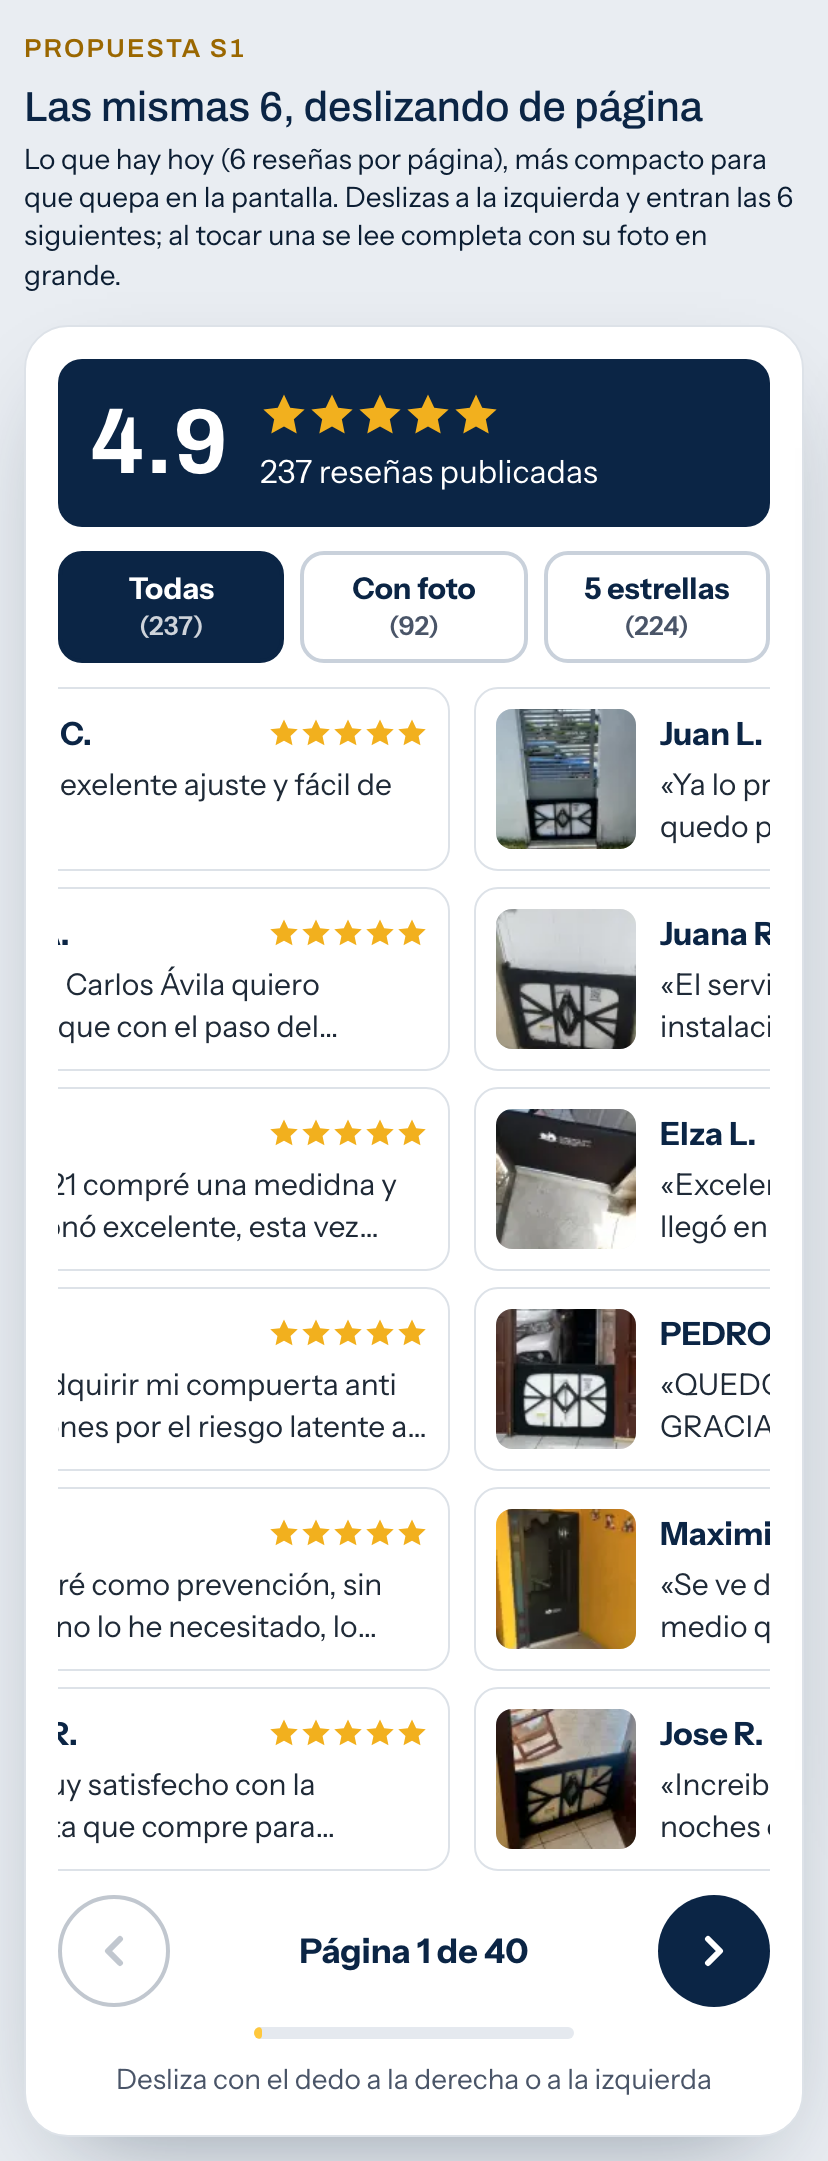 PROPUESTA S1
Las mismas 6, deslizando de página
Lo que hay hoy (6 reseñas por página), más compacto para
que quepa en la pantalla. Deslizas a la izquierda y entran las 6
siguientes; al tocar una se lee completa con su foto en
grande.
4.9
237 reseñas publicadas
Todas
(237)
Con foto
(92)
5 estrellas
(224)
C.
exelente ajuste y fácil de
Juan L.
«Ya lo pr
quedo p
Carlos Ávila quiero
que con el paso del...
Juana R
«El servi
instalaci
21 compré una medidna y
onó excelente, esta vez...
Elza L.
«Excelen
llegó en
dquirir mi compuerta anti
nes por el riesgo latente a...
PEDRO
«QUEDO
GRACIA
ré como prevención, sin
no lo he necesitado, lo...
Maximi
«Se ve d
medio q
R.
uy satisfecho con la
ta que compre para...
Jose R.
«Increib
noches
Página 1 de 40
Desliza con el dedo a la derecha o a la izquierda